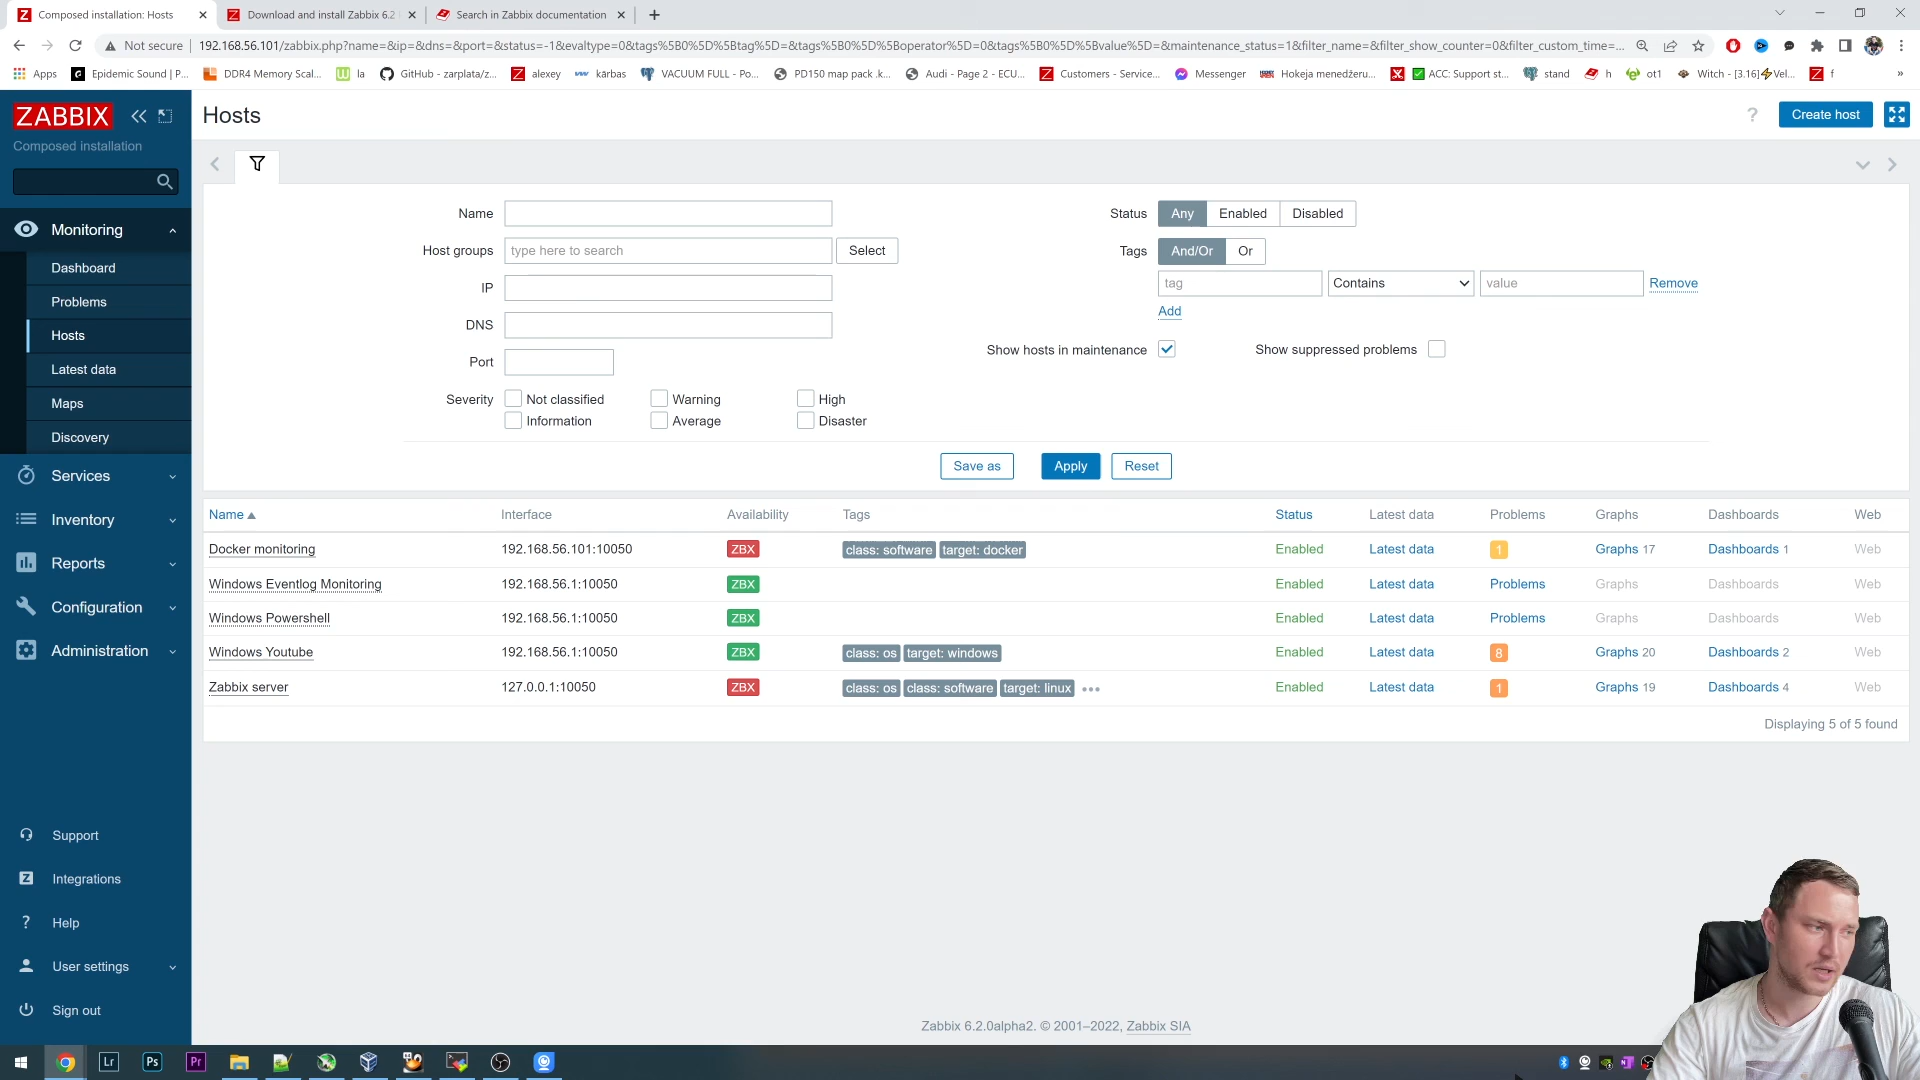 Composed installation: Hosts
Download and install Zabbix 6.2
Search in Zabbix documentation
Not secure
192.168.56.101/zabbix.php?name=&ip=&dns=&port=&status=-1&evaltype=0&tags%5B0%5D%5Btag%5D=&tags%5B0%5D%5Boperator%5D=0&tags%5B0%5D%5Bvalue%5D=&maintenance_status=1&filter_name=&filter_show_counter=0&filter_custom_time=...
Apps
Epidemic Sound | P...
DDR4 Memory Scal...
la
GitHub - zarplata/z...
alexey
kārbas
VACUUM FULL - Po...
PD150 map pack .k...
Audi - Page 2 - ECU...
Customers - Service...
Messenger
Hokeja menedžeru...
ACC: Support st...
stand
h
ot1
Witch - [3.16]⚡Vel...
f
»
ZABBIX
Composed installation
Monitoring
Dashboard
Problems
Hosts
Latest data
Maps
Discovery
Services
Inventory
Reports
Configuration
Administration
Support
Integrations
Help
User settings
Sign out
Hosts
?
Create host
Name
Host groups
type here to search
Select
IP
DNS
Port
Severity
Not classified
Warning
High
Information
Average
Disaster
Status
Any
Enabled
Disabled
Tags
And/Or
Or
tag
Contains
value
Remove
Add
Show hosts in maintenance
Show suppressed problems
Save as
Apply
Reset
Name Interface Availability Tags Status Latest data Problems Graphs Dashboards Web
Docker monitoring 192.168.56.101:10050 ZBX class: software target: docker Enabled Latest data 1 Graphs 17 Dashboards 1 Web
Windows Eventlog Monitoring 192.168.56.1:10050 ZBX Enabled Latest data Problems Graphs Dashboards Web
Windows Powershell 192.168.56.1:10050 ZBX Enabled Latest data Problems Graphs Dashboards Web
Windows Youtube 192.168.56.1:10050 ZBX class: os target: windows Enabled Latest data 8 Graphs 20 Dashboards 2 Web
Zabbix server 127.0.0.1:10050 ZBX class: os class: software target: linux ••• Enabled Latest data 1 Graphs 19 Dashboards 4 Web
Displaying 5 of 5 found
Zabbix 6.2.0alpha2. © 2001–2022, Zabbix SIA
Lr
Ps
Pr